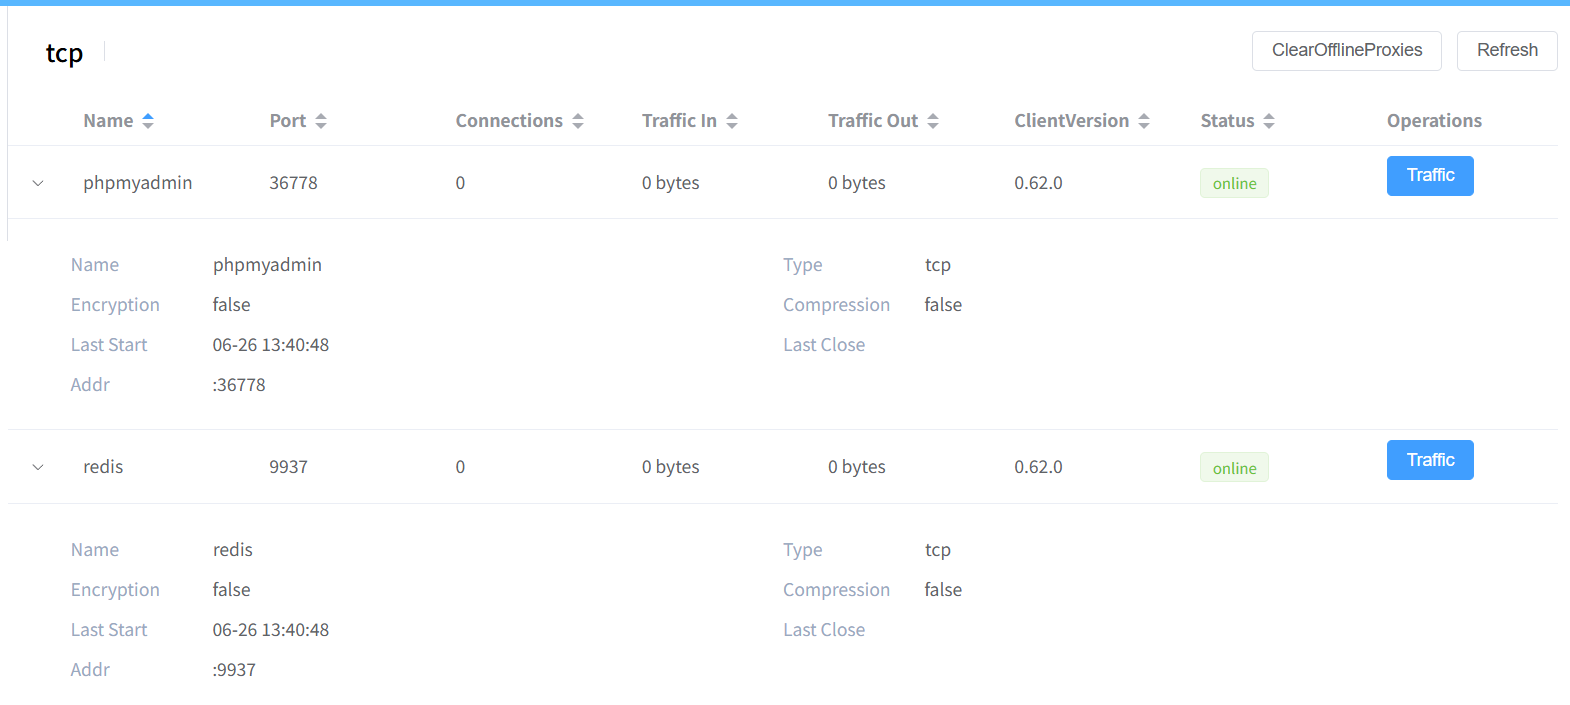 tcp ClearOfflineProxies Refresh
Name Port Connections Traffic In Traffic Out ClientVersion Status Operations
phpmyadmin 36778 0 0 bytes 0 bytes 0.62.0 online Traffic
Name phpmyadmin Type tcp
Encryption false Compression false
Last Start 06-26 13:40:48 Last Close
Addr :36778
redis 9937 0 0 bytes 0 bytes 0.62.0 online Traffic
Name redis Type tcp
Encryption false Compression false
Last Start 06-26 13:40:48 Last Close
Addr :9937